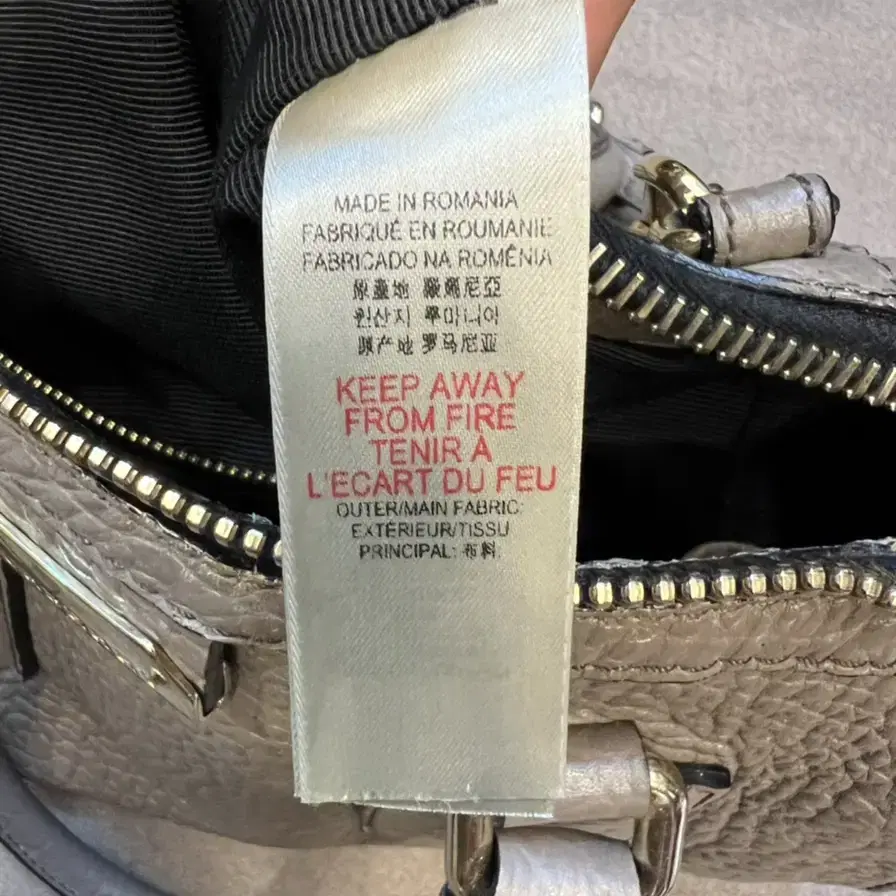 MADE IN ROMANIA
FABRIQUÉ EN ROUMANIE
FABRICADO NA ROMÊNIA
原產地 羅馬尼亞
원산지 루마니아
原产地 罗马尼亚
KEEP AWAY
FROM FIRE
TENIR À
L'ECART DU FEU
OUTER/MAIN FABRIC:
EXTÉRIEUR/TISSU
PRINCIPAL: 布料: